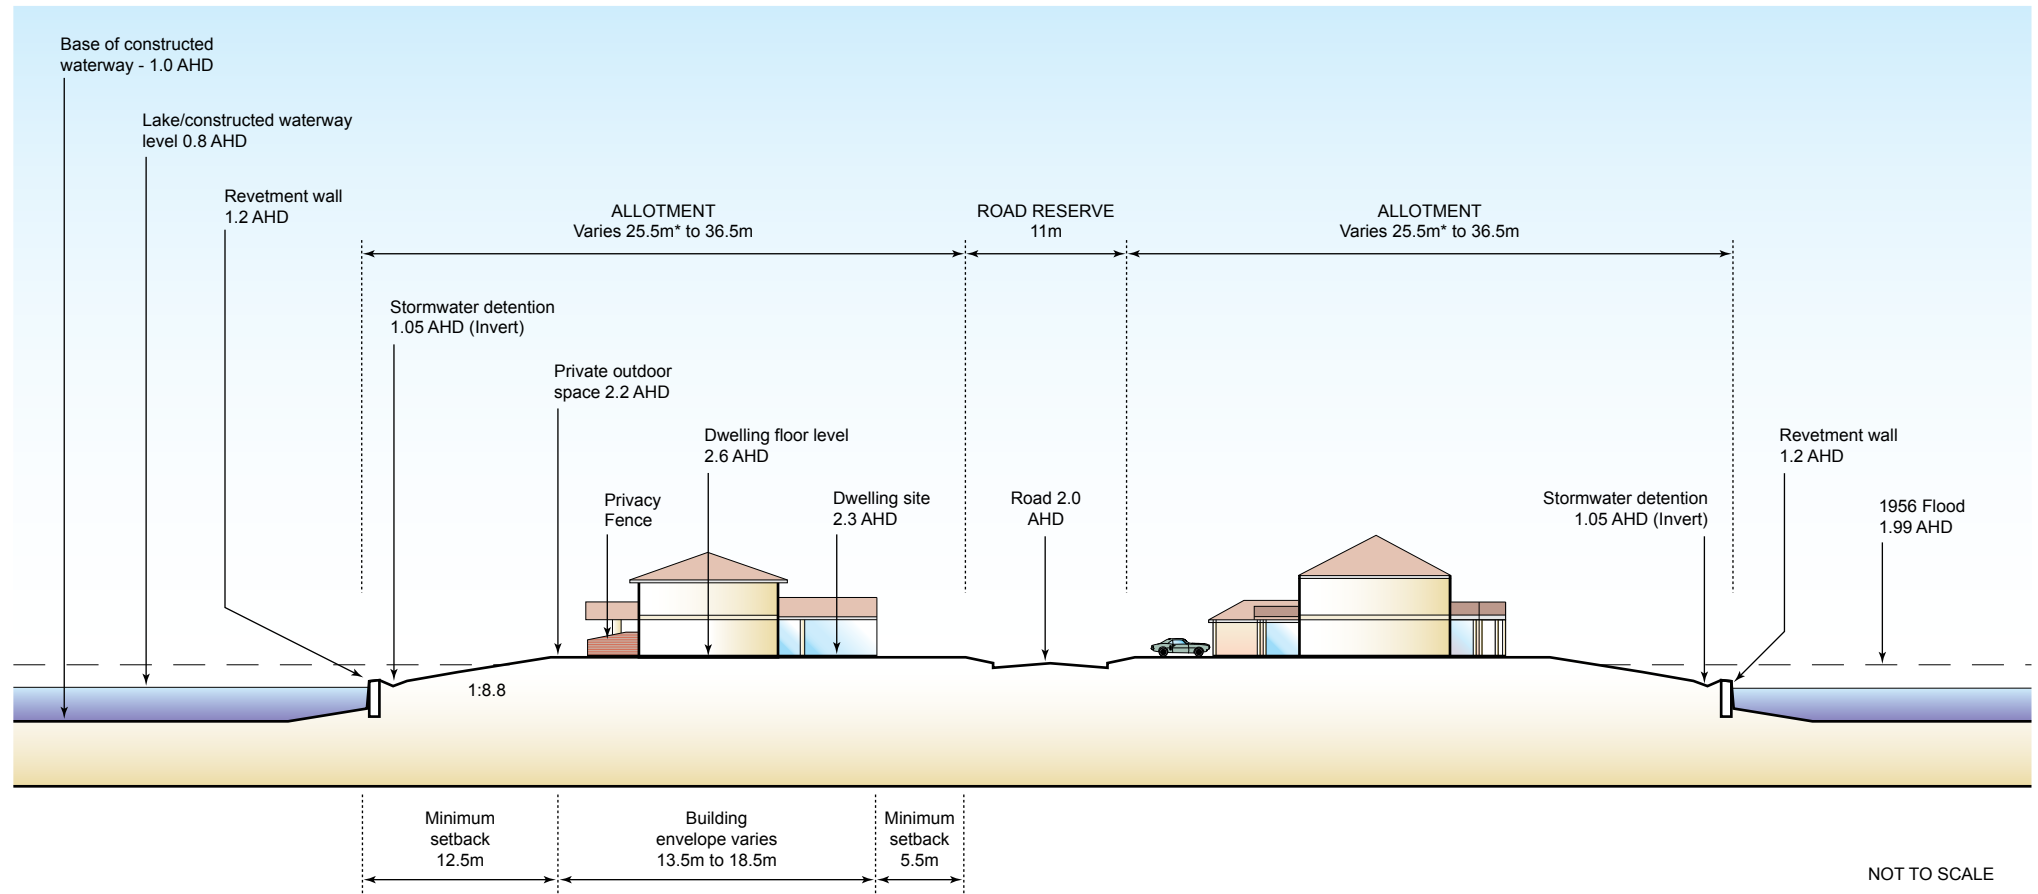 Base of constructed
waterway - 1.0 AHD
Lake/constructed waterway
level 0.8 AHD
Revetment wall
1.2 AHD
ALLOTMENT
Varies 25.5m* to 36.5m
ROAD RESERVE
11m
ALLOTMENT
Varies 25.5m* to 36.5m
Stormwater detention
1.05 AHD (Invert)
Private outdoor
space 2.2 AHD
Dwelling floor level
2.6 AHD
Privacy
Fence
Dwelling site
2.3 AHD
Road 2.0
AHD
Revetment wall
1.2 AHD
Stormwater detention
1.05 AHD (Invert)
1956 Flood
1.99 AHD
1:8.8
Minimum
setback
12.5m
Building
envelope varies
13.5m to 18.5m
Minimum
setback
5.5m
NOT TO SCALE